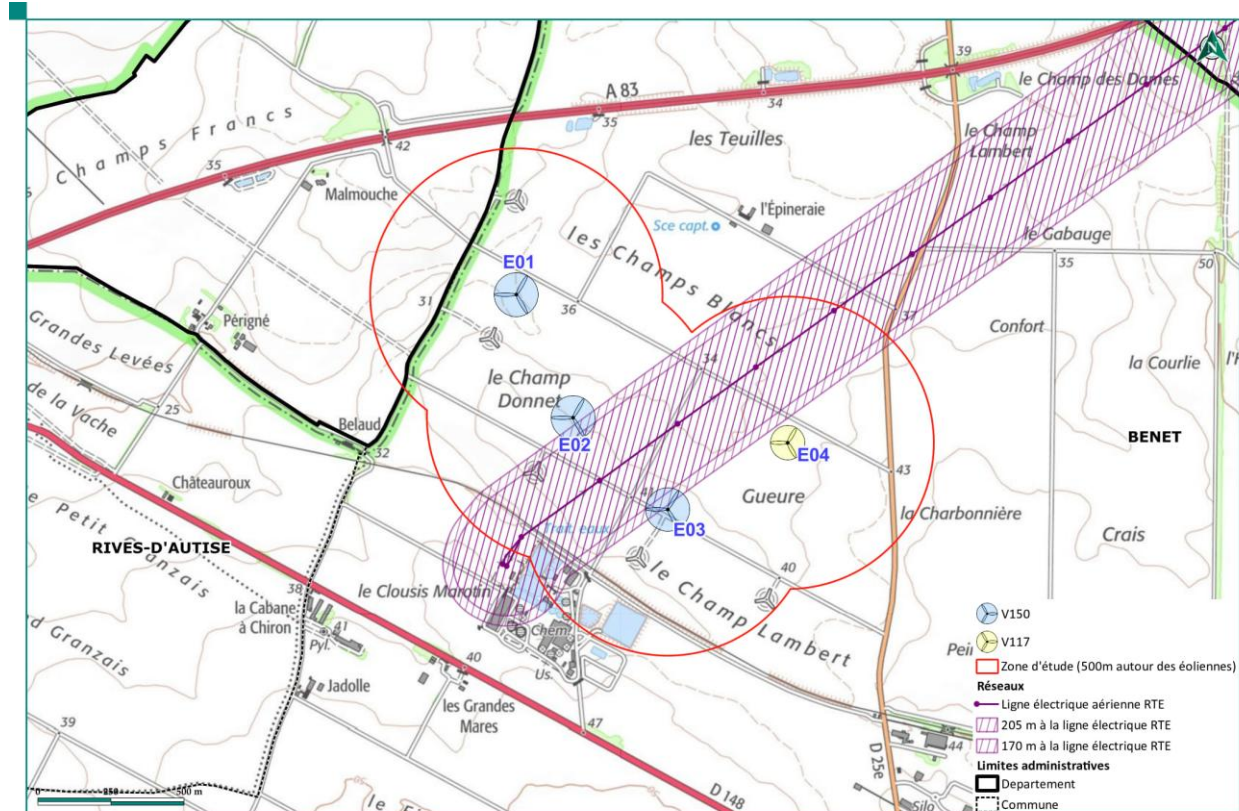 N
39
le Champ des Dames
A 83
34
35
les Teuilles
le Champ
Lambert
Champs Francs
42
35
Malmouche
l'Épineraie
Sce capt.
les Champs Blancs
le Gabauge
35
50
E01
31
36
37
Périgné
Confort
Grandes Levées
la Courlie
34
le Champ
Donnet
de la Vache
25
E02
Belaud
32
E04
BENET
43
Châteauroux
41
Gueure
la Charbonnière
E03
Trait. eaux
Crais
Petit Granzais
RIVES-D'AUTISE
40
le Clousis Marotin
le Champ Lambert
38
la Cabane
à Chiron
41
Pyl.
Chem.
Us.
40
Jadolle
les Grandes
Mares
47
39
44
D 25e
D 148
Silo
0 250 500 m
V150
V117
Zone d'étude (500m autour des éoliennes)
Réseaux
Ligne électrique aérienne RTE
205 m à la ligne électrique RTE
170 m à la ligne électrique RTE
Limites administratives
Departement
Commune